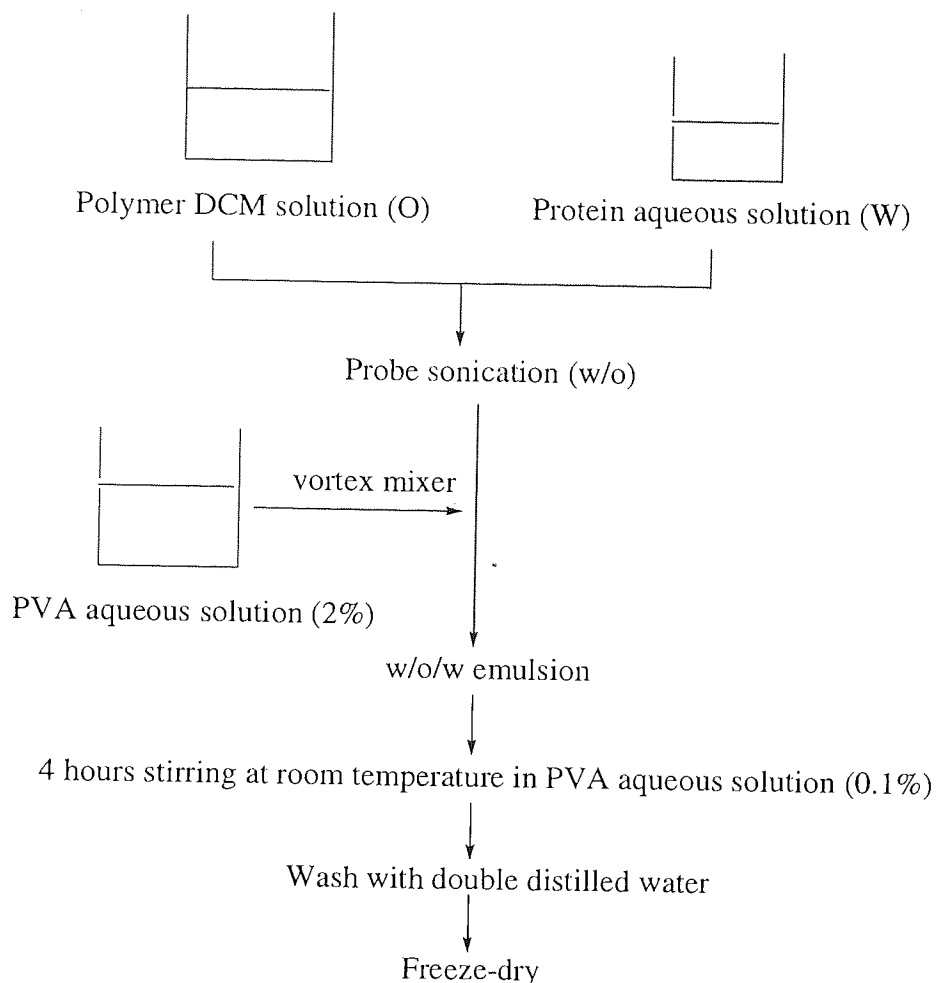 Polymer DCM solution (O)
Protein aqueous solution (W)
Probe sonication (w/o)
vortex mixer
PVA aqueous solution (2%)
w/o/w emulsion
4 hours stirring at room temperature in PVA aqueous solution (0.1%)
Wash with double distilled water
Freeze-dry